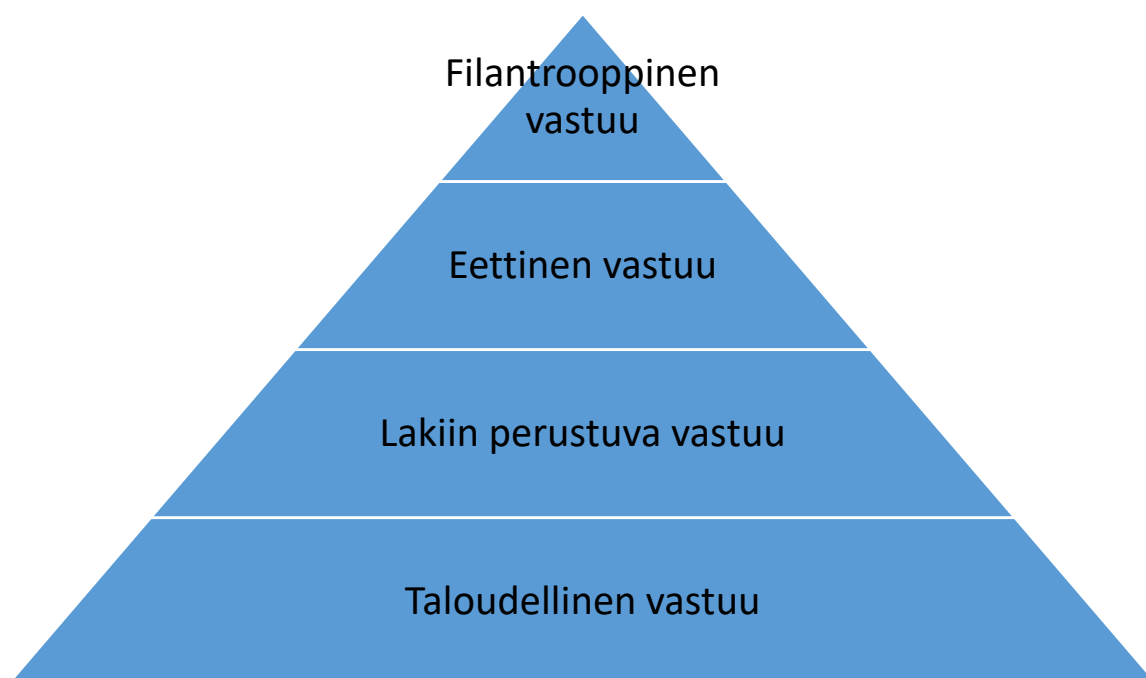 Filantrooppinen
vastuu
Eettinen vastuu
Lakiin perustuva vastuu
Taloudellinen vastuu